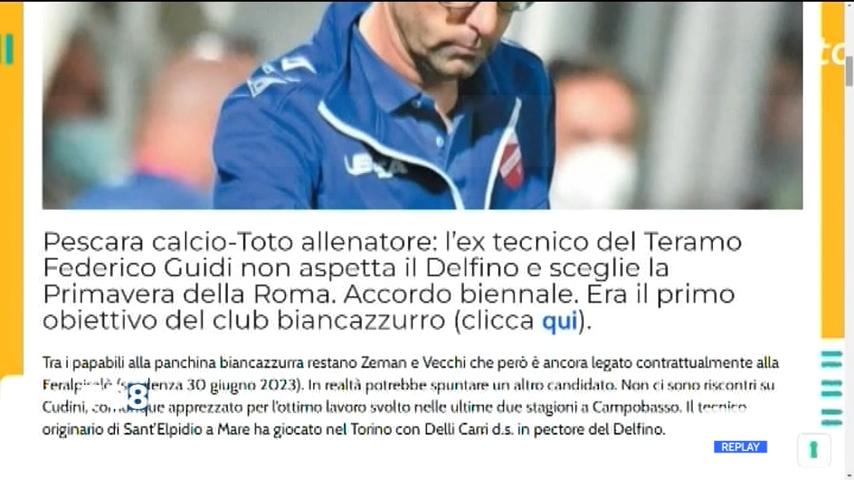 Pescara calcio-Toto allenatore: l'ex tecnico del Teramo
Federico Guidi non aspetta il Delfino e sceglie la
Primavera della Roma. Accordo biennale. Era il primo
obiettivo del club biancazzurro (clicca qui).
Tra i papabili alla panchina biancazzurra restano Zeman e Vecchi che però è ancora legato contrattualmente alla
30 giugno 2023). In realtà potrebbe spuntare un altro candidato. Non ci sono riscontri su
Cudini, comunque apprezzato per l'ottimo lavoro svolto nelle ultime due stagioni a Campobasso. Il tecnico
originario di Sant'Elpidio a Mare ha giocato nel Torino con Delli Carri d.s. in pectore del Delfino.
8
REPLAY